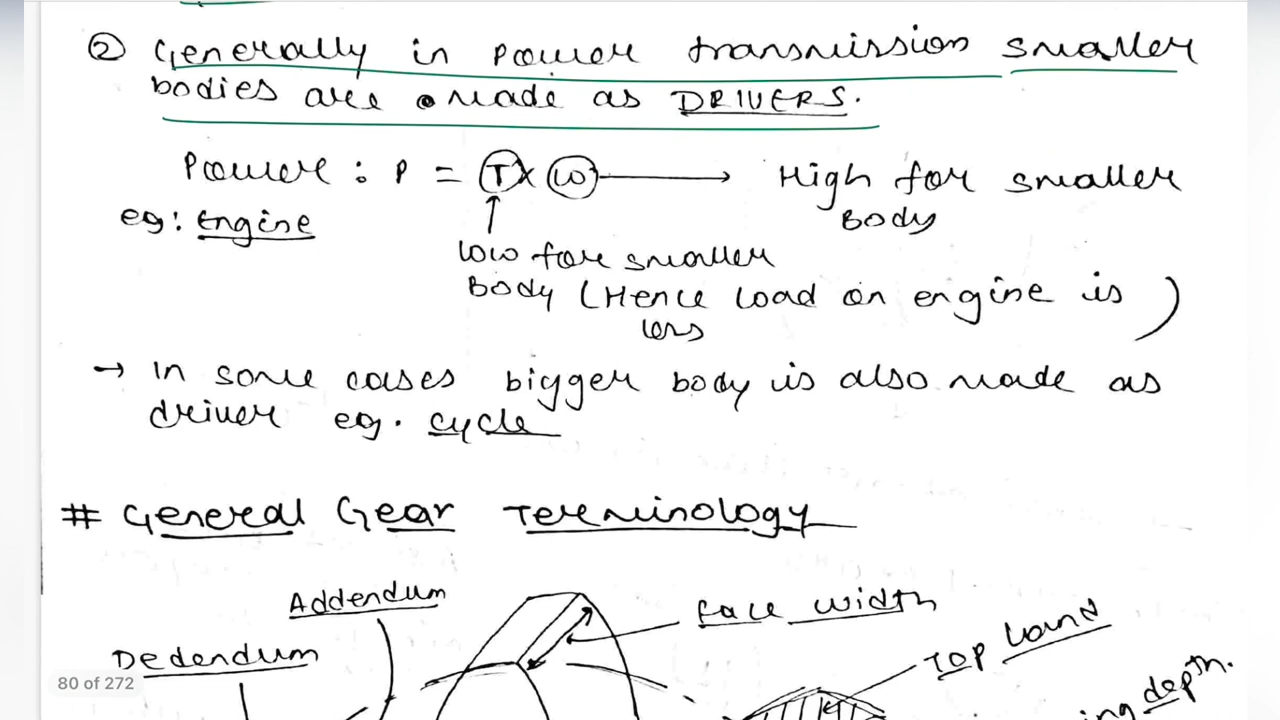 ② Generally in power transmission smaller
bodies are made as DRIVERS.
Power : P = T x ω → High for smaller
Body
eg: Engine
↑
low for smaller
Body (Hence load on engine is
less)
→ In some cases bigger body is also made as
driver eg. cycle
# General Gear Terminology
Addendum
Face width
Top Land
Dedendum
80 of 272
ing depth.